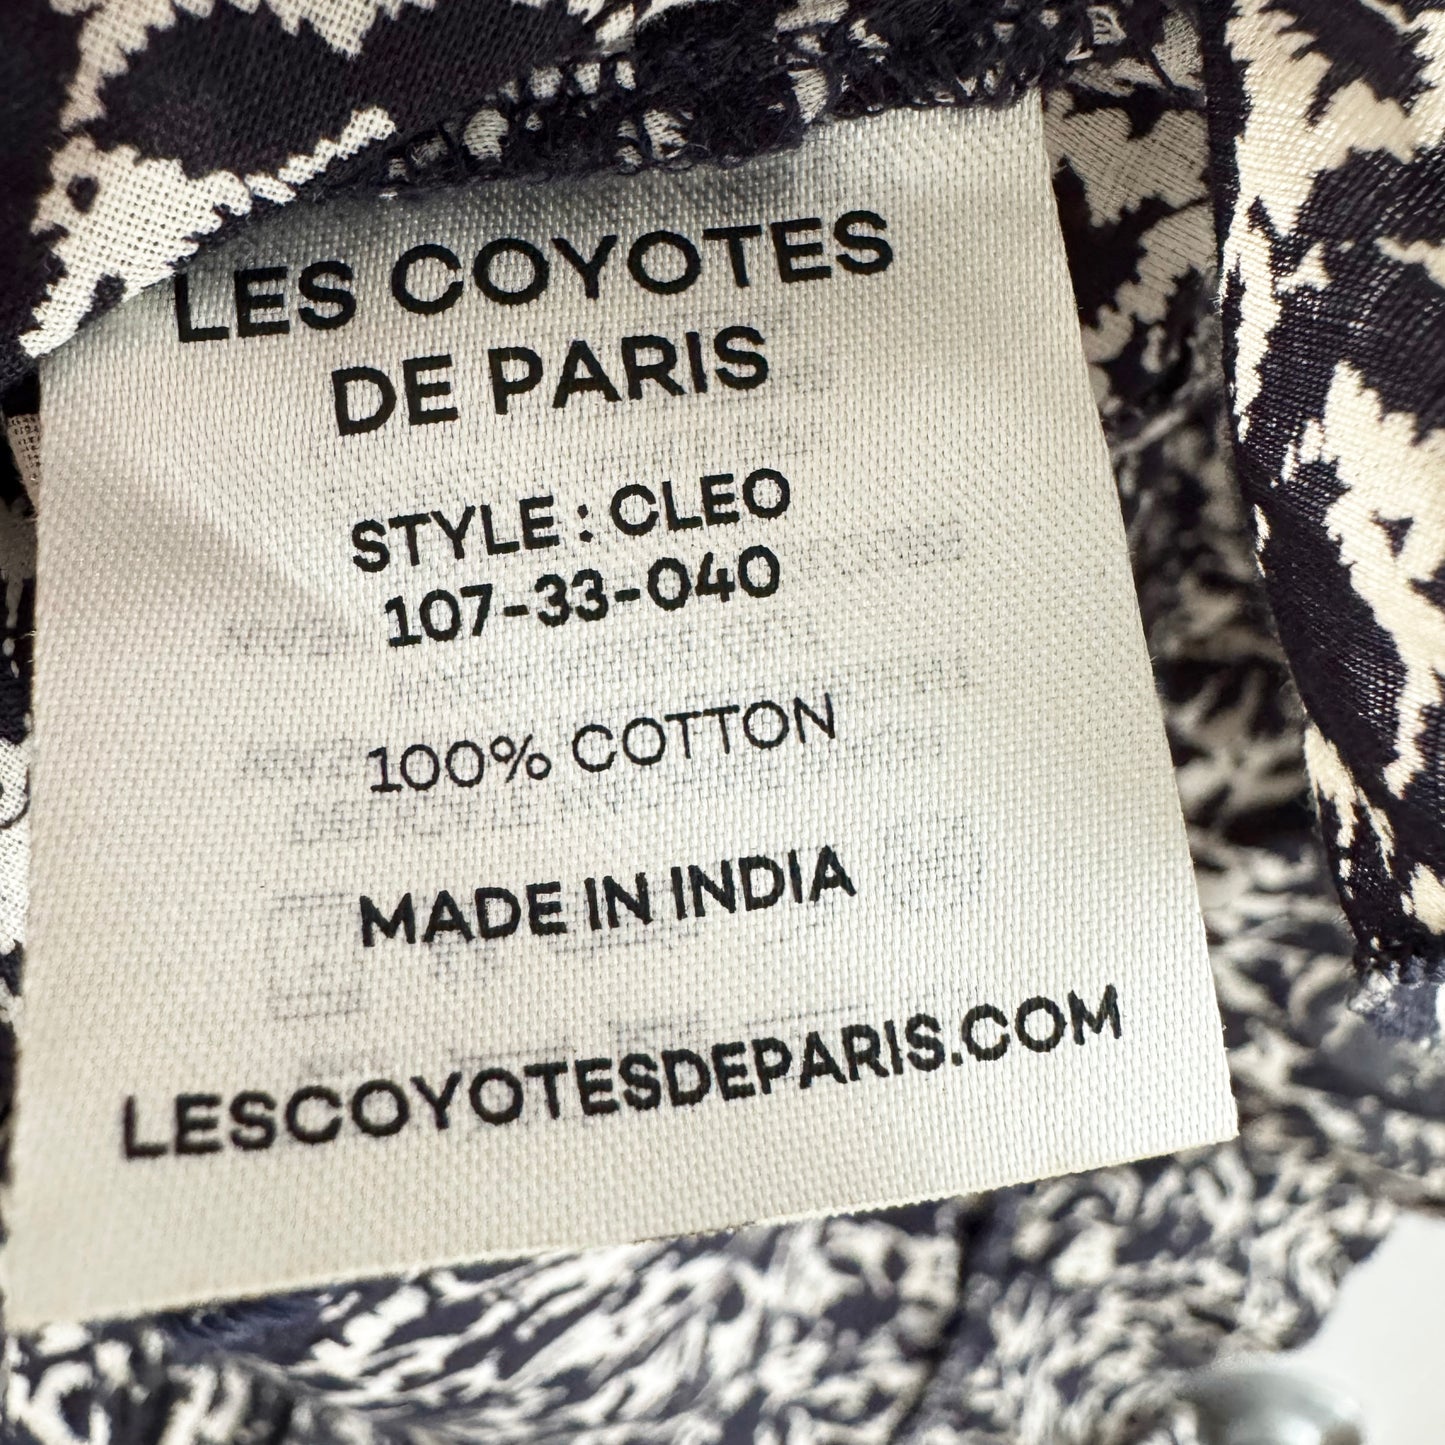 LES COYOTES
DE PARIS
STYLE : CLEO
107-33-040
100% COTTON
MADE IN INDIA
LESCOYOTESDEPARIS.COM